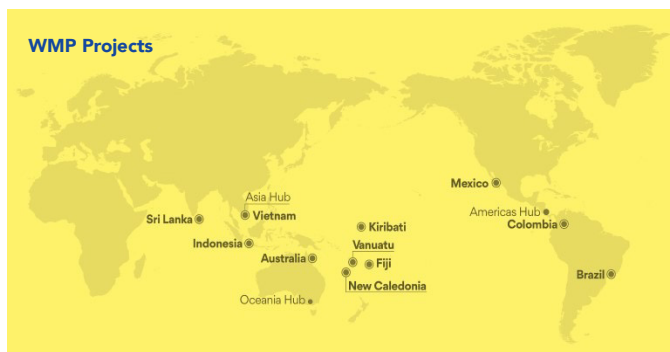 WMP Projects
Mexico
Asia Hub
Americas Hub
Sri Lanka
Vietnam
Colombia
Kiribati
Indonesia
Vanuatu
Australia
Fiji
Brazil
New Caledonia
Oceania Hub